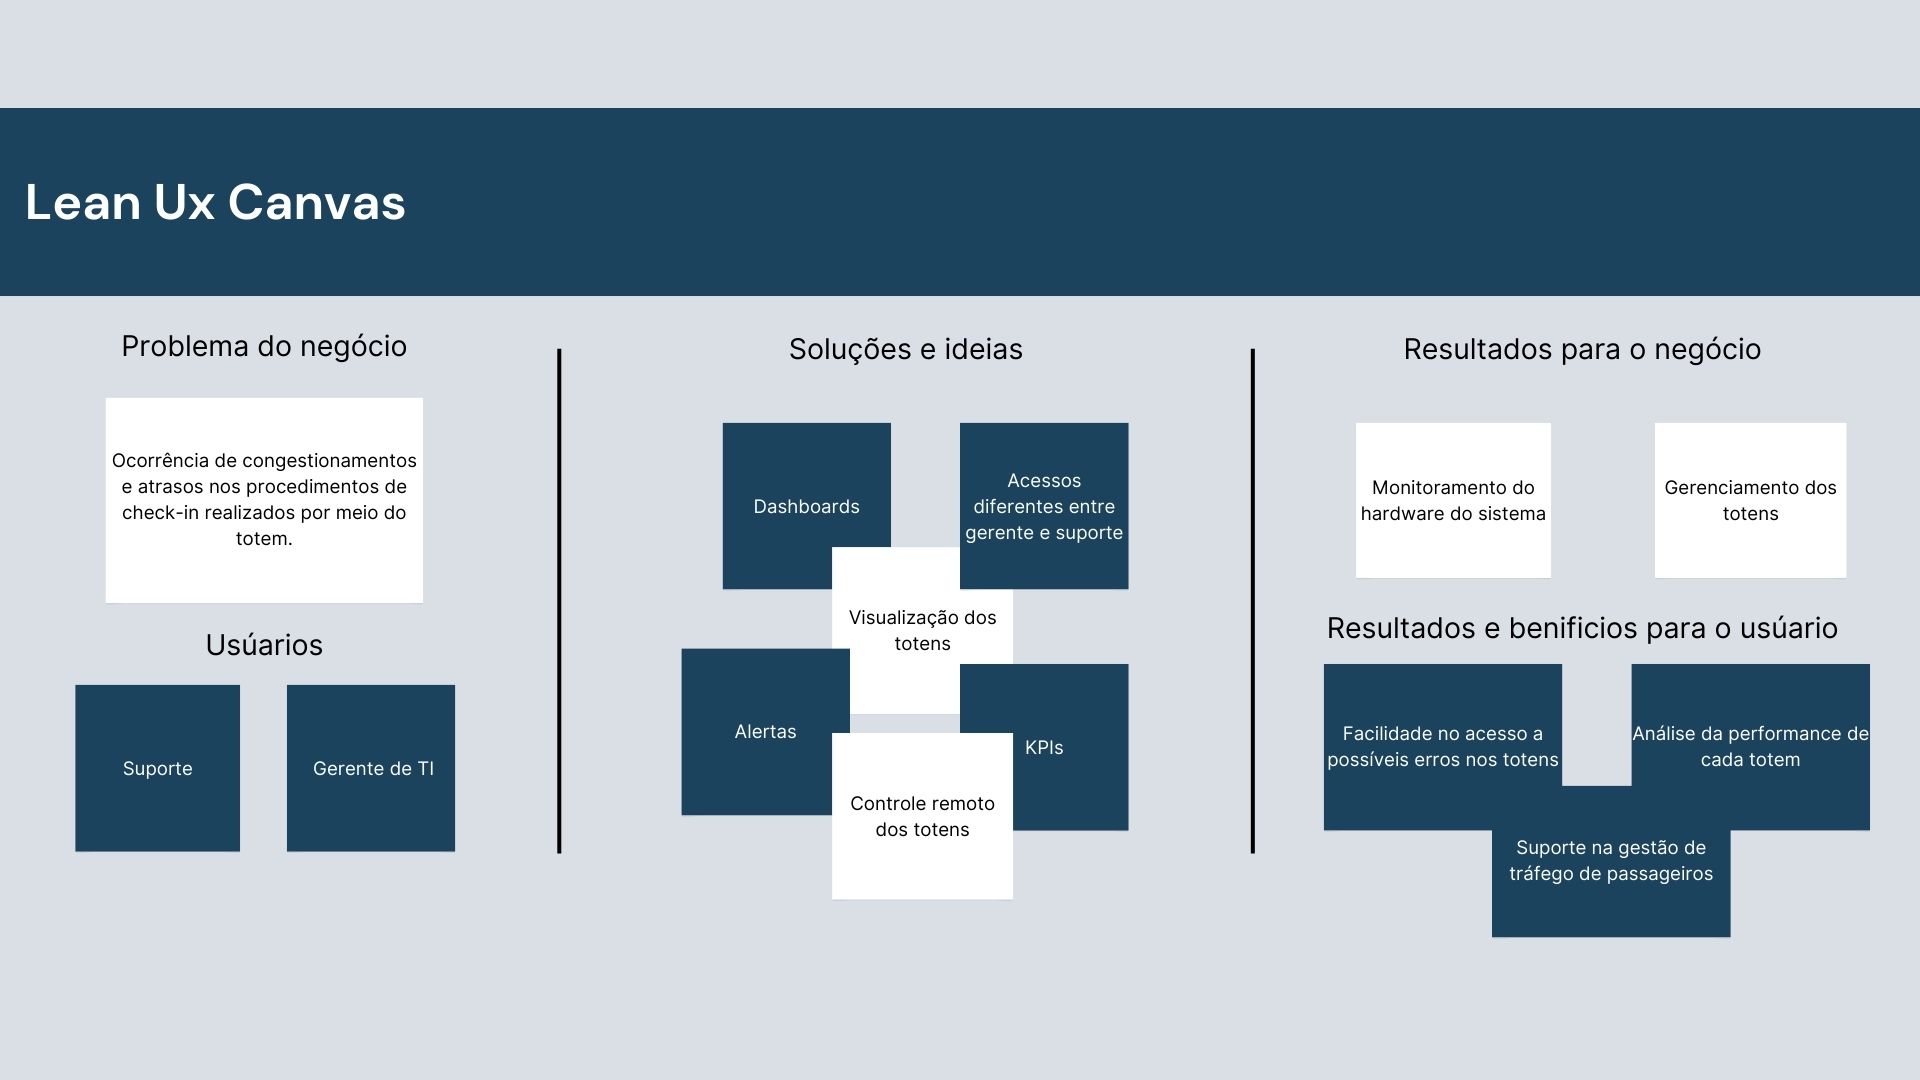 Lean Ux Canvas
Problema do negócio
Ocorrência de congestionamentos
e atrasos nos procedimentos de
check-in realizados por meio do
totem.
Usúarios
Suporte
Gerente de TI
Soluções e ideias
Dashboards
Acessos
diferentes entre
gerente e suporte
Visualização dos
totens
Alertas
KPIs
Controle remoto
dos totens
Resultados para o negócio
Monitoramento do
hardware do sistema
Gerenciamento dos
totens
Resultados e benificios para o usúario
Facilidade no acesso a
possíveis erros nos totens
Análise da performance de
cada totem
Suporte na gestão de
tráfego de passageiros